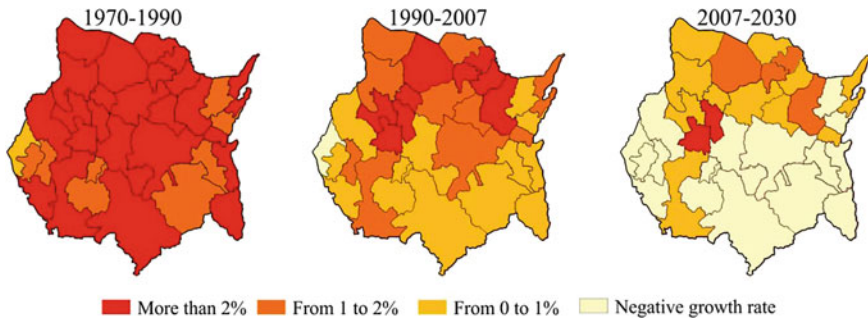 1970-1990 1990-2007 2007-2030
More than 2% From 1 to 2% From 0 to 1% Negative growth rate